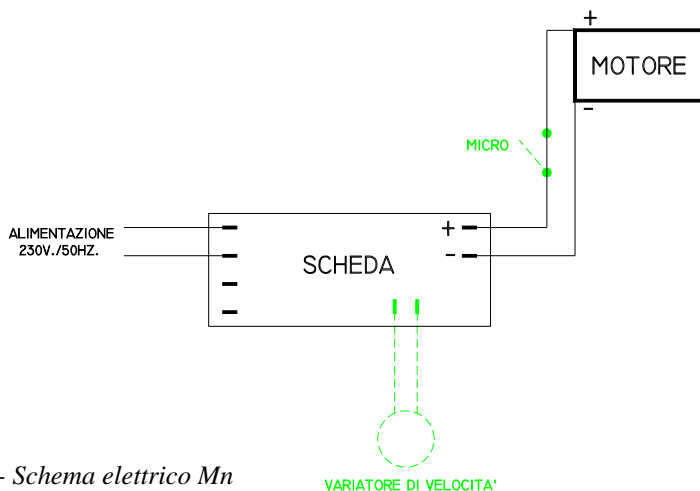 +
MOTORE
-
MICRO
ALIMENTAZIONE
230V./50HZ.
+
-
SCHEDA
- Schema elettrico Mn
VARIATORE DI VELOCITA'